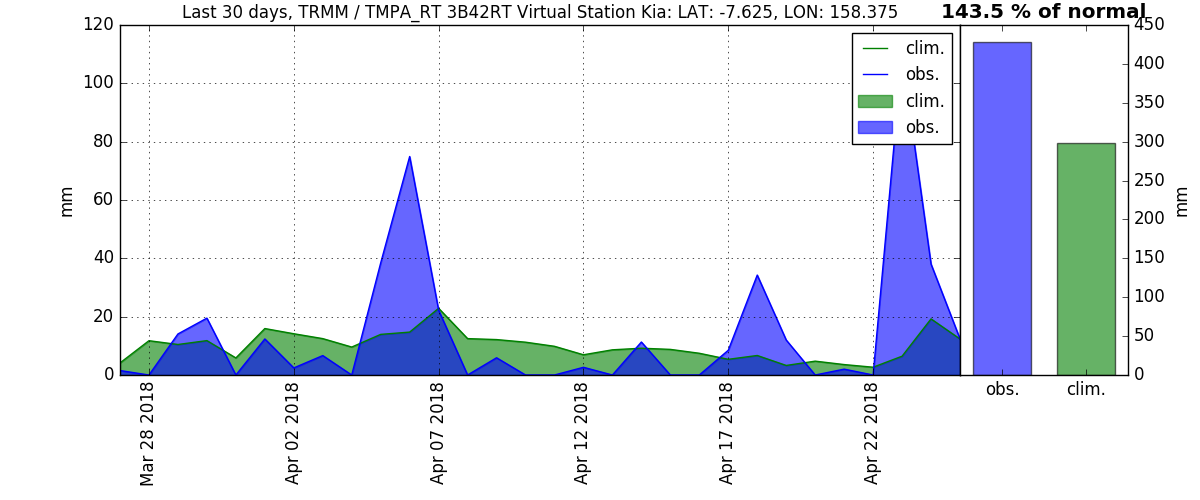 Last 30 days, TRMM / TMPA_RT 3B42RT Virtual Station Kia: LAT: -7.625, LON: 158.375
143.5 % of normal
120
100
80
60
40
20
0
mm
clim.
obs.
clim.
obs.
Mar 28 2018
Apr 02 2018
Apr 07 2018
Apr 12 2018
Apr 17 2018
Apr 22 2018
450
400
350
300
250
200
150
100
50
0
mm
obs.
clim.